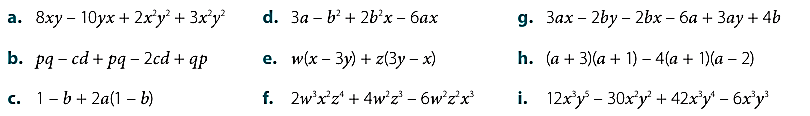 a. 8xy – 10yx + 2x²y² + 3x²y² d. 3a – b² + 2b²x – 6ax g. 3ax – 2by – 2bx – 6a + 3ay + 4b
b. pq – cd + pq – 2cd + qp e. w(x – 3y) + z(3y – x) h. (a + 3)(a + 1) – 4(a + 1)(a – 2)
c. 1 – b + 2a(1 – b) f. 2w³x²z⁴ + 4w²z³ – 6w²z²x³ i. 12x³y⁵ – 30x²y² + 42x³y⁴ – 6x³y³